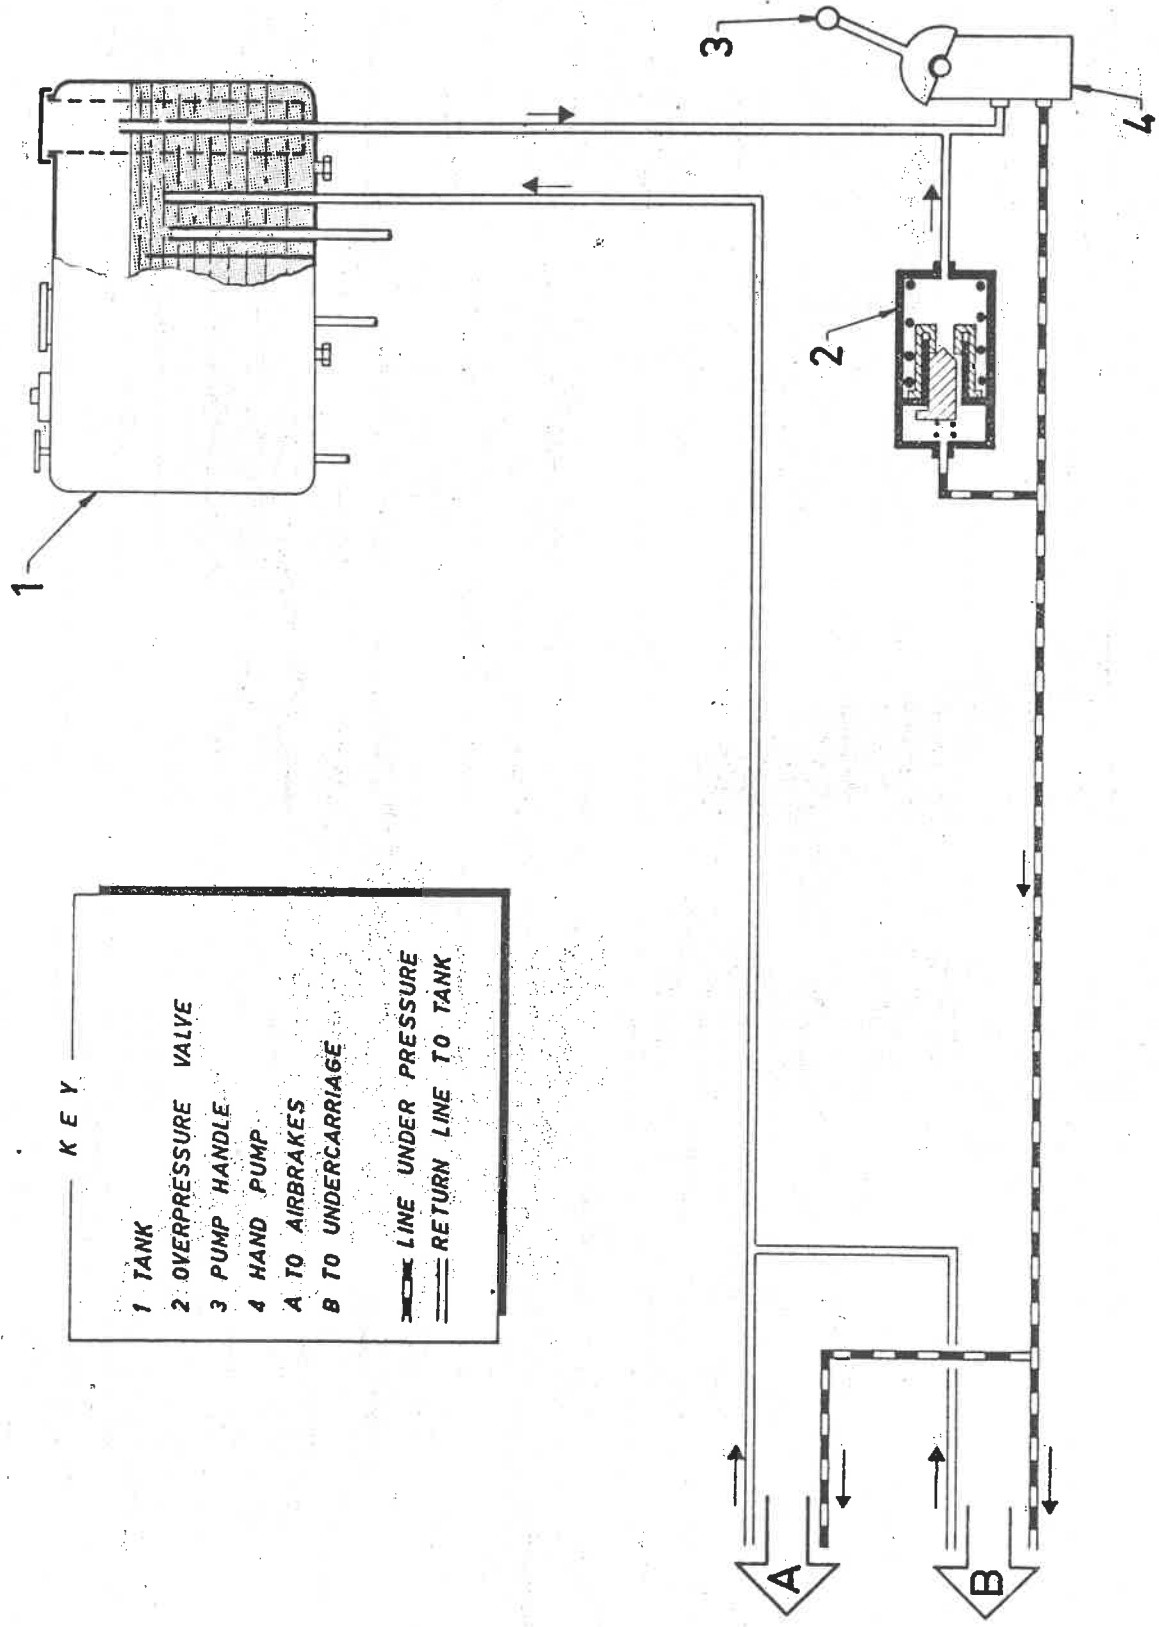 K E Y
1 TANK
2 OVERPRESSURE VALVE
3 PUMP HANDLE
4 HAND PUMP
A TO AIRBRAKES
B TO UNDERCARRIAGE
LINE UNDER PRESSURE
RETURN LINE TO TANK
1
2
3
4
A
B